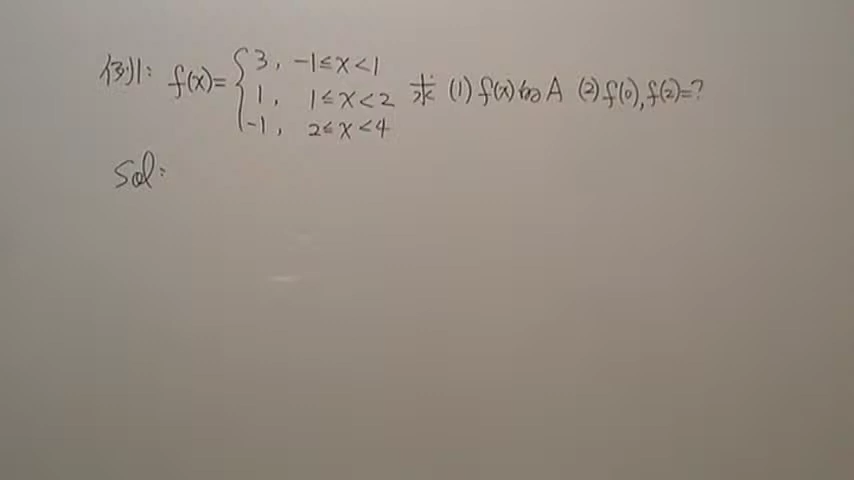 例1: f(x)= { 3, -1≤x<1
1, 1≤x<2 求 (1) f(x)的A (2) f(0), f(2)=?
-1, 2≤x<4
Sol: